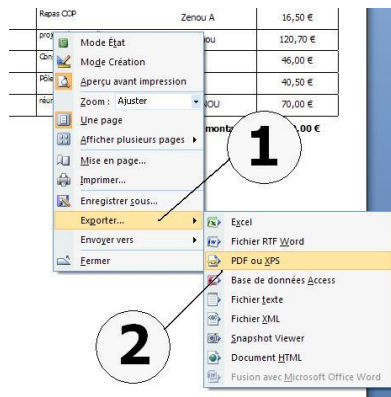 Repas COP Zenou A 16,50 €
120,70 €
46,00 €
40,50 €
70,00 €
Mode État
Mode Création
Aperçu avant impression
Zoom : Ajuster
Une page
Afficher plusieurs pages
Mise en page...
Imprimer...
Enregistrer sous...
Exporter...
Envoyer vers
Fermer
1
Excel
Fichier RTF Word
PDF ou XPS
Base de données Access
Fichier texte
Fichier XML
Snapshot Viewer
Document HTML
Fusion avec Microsoft Office Word
2